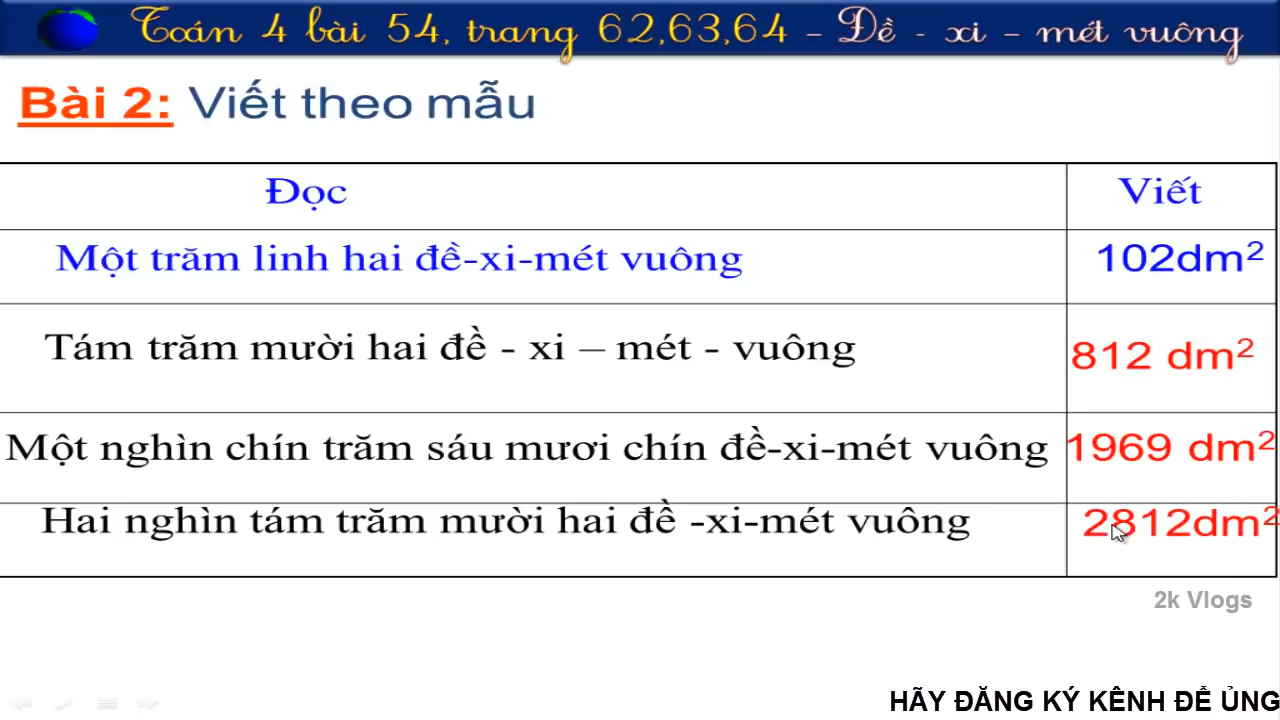 Toán 4 bài 54, trang 62,63,64 – Đề - xi – mét vuông
Bài 2: Viết theo mẫu
Đọc Viết
Một trăm linh hai đề-xi-mét vuông 102dm²
Tám trăm mười hai đề - xi – mét - vuông 812 dm²
Một nghìn chín trăm sáu mươi chín đề-xi-mét vuông 1969 dm²
Hai nghìn tám trăm mười hai đề -xi-mét vuông 2812dm²
2k Vlogs
HÃY ĐĂNG KÝ KÊNH ĐỂ ỦNG